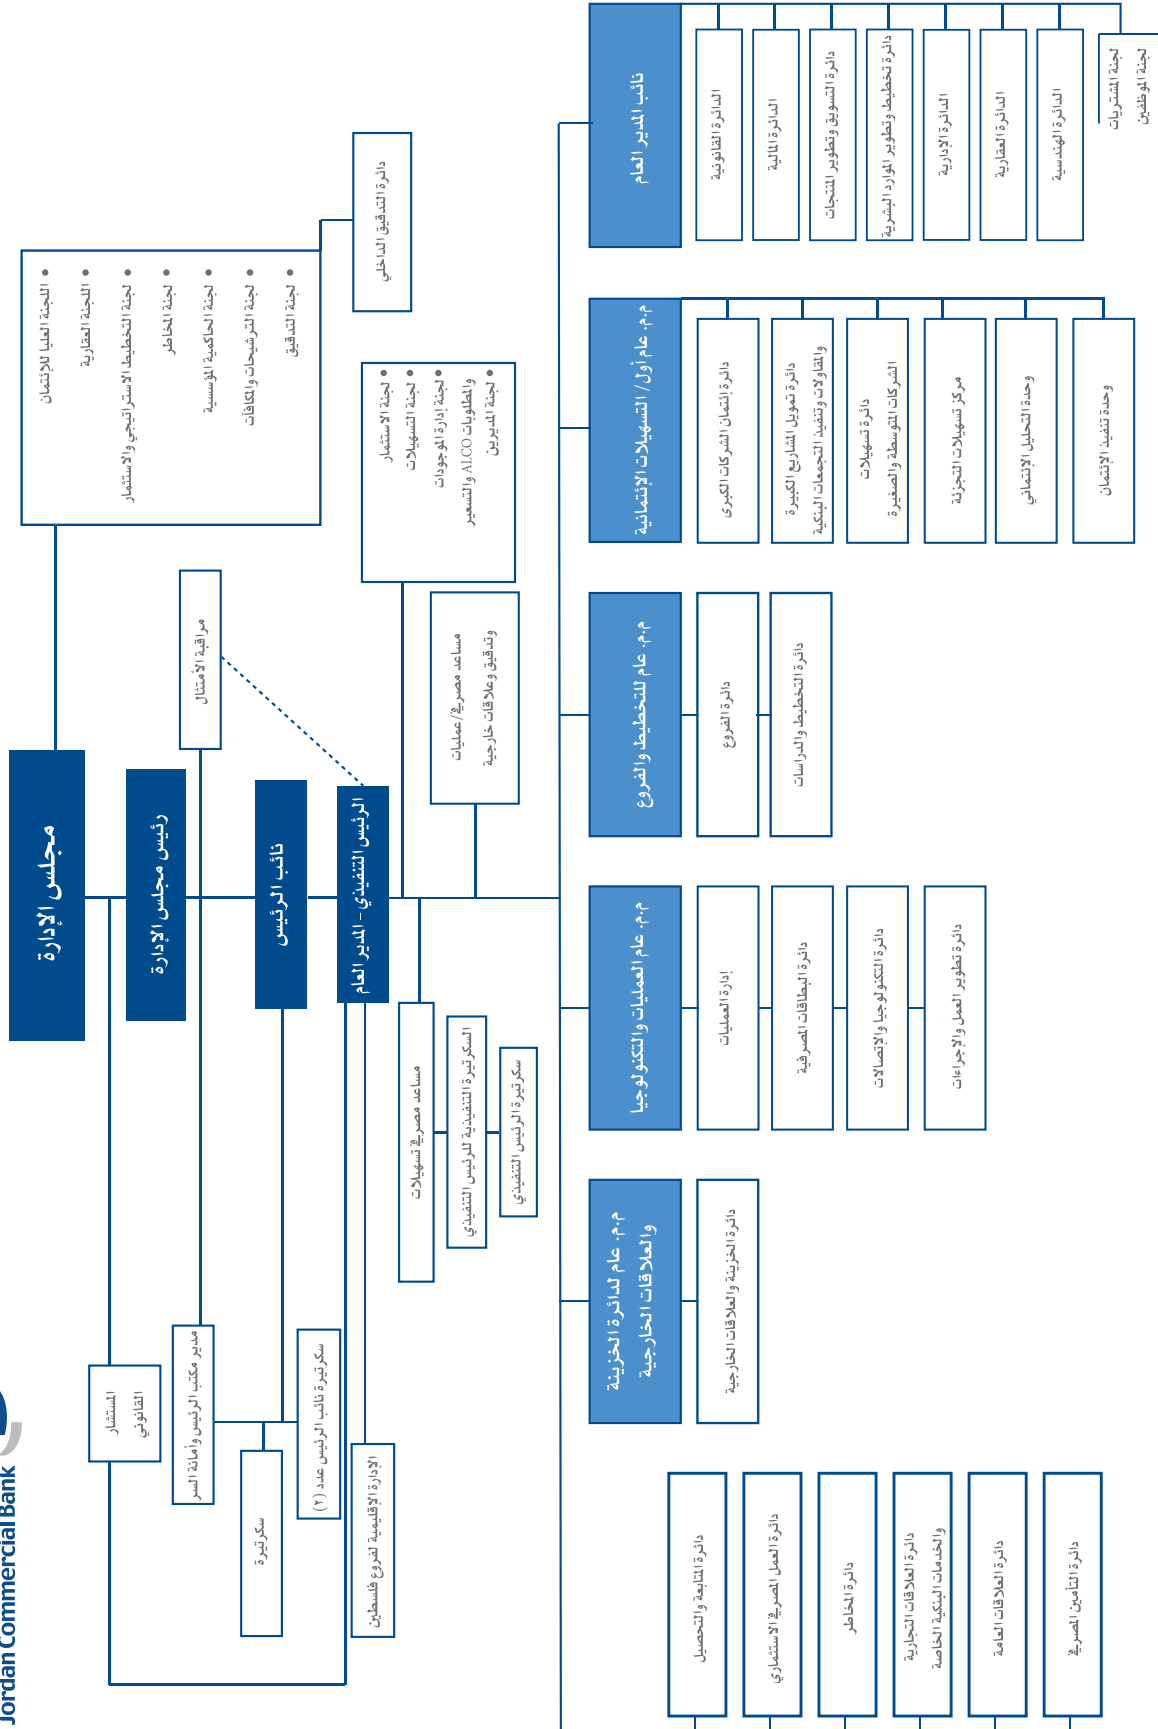 Jordan Commercial Bank
مجلس الإدارة
رئيس مجلس الإدارة
نائب الرئيس
الرئيس التنفيذي - المدير العام
• اللجنة العليا للإئتمان
• اللجنة العقارية
• لجنة التخطيط الاستراتيجي والاستثمار
• لجنة المخاطر
• لجنة الحاكمية المؤسسية
• لجنة الترشيحات والمكافآت
• لجنة التدقيق
دائرة التدقيق الداخلي
مراقبة الأمتثال
المستشار
القانوني
مدير مكتب الرئيس وأمانة السر
سكرتيرة
سكرتيرة نائب الرئيس عدد (٢)
الإدارة الإقليمية لفروع فلسطين
• لجنة الاستثمار
• لجنة التسهيلات
• لجنة إدارة الموجودات
والمطلوبات ALCO والتسعير
• لجنة المديرين
مساعد مصرفي/عمليات
وتدقيق وعلاقات خارجية
مساعد مصرفي تسهيلات
السكرتيرة التنفيذية للرئيس التنفيذي
سكرتيرة الرئيس التنفيذي
نائب المدير العام
الدائرة القانونية
الدائرة المالية
دائرة التسويق وتطوير المنتجات
دائرة تخطيط وتطوير الموارد البشرية
الدائرة الإدارية
الدائرة العقارية
الدائرة الهندسية
لجنة المشتريات
لجنة الموظفين
م.م. عام أول/ التسهيلات الإئتمانية
دائرة إئتمان الشركات الكبرى
دائرة تمويل المشاريع الكبيرة
والمقاولات وتنفيذ التجمعات البنكية
دائرة تسهيلات
الشركات المتوسطة والصغيرة
مركز تسهيلات التجزئة
وحدة التحليل الإئتماني
وحدة تنفيذ الإئتمان
م.م. عام للتخطيط والفروع
دائرة الفروع
دائرة التخطيط والدراسات
م.م. عام العمليات والتكنولوجيا
إدارة العمليات
دائرة البطاقات المصرفية
دائرة التكنولوجيا والإتصالات
دائرة تطوير العمل والإجراءات
م.م. عام لدائرة الخزينة
والعلاقات الخارجية
دائرة الخزينة والعلاقات الخارجية
دائرة المتابعة والتحصيل
دائرة العمل المصرفي الاستثماري
دائرة المخاطر
دائرة العلاقات التجارية
والخدمات البنكية الخاصة
دائرة العلاقات العامة
دائرة التأمين المصرفي